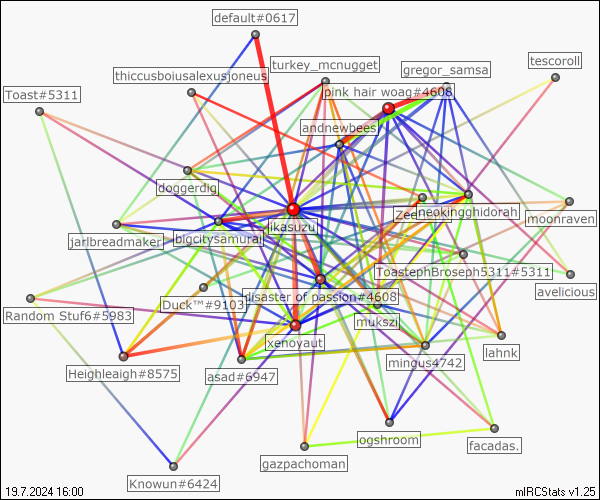 default#0617
tescoroll
turkey_mcnugget
gregor_samsa
thiccusboiusalexusjoneus
pink hair woag#4608
Toast#5311
andnewbees
doggerdig
ikasuzu
neokingghidorah
moonraven
jarlbreadmaker
bigcitysamurai
ToastephBroseph5311#5311
avelicious
Duck™#9103
disaster of passion#4608
Random Stuf6#5983
mukszi
xenoyaut
lahnk
Heighleaigh#8575
asad#6947
mingus4742
ogshroom
facadas.
gazpachoman
Knowun#6424
19.7.2024 16:00
mIRCStats v1.25